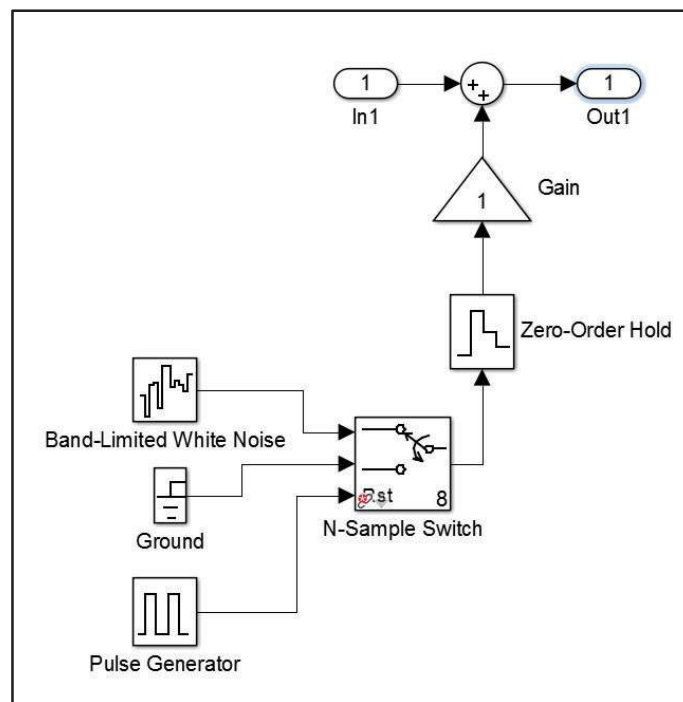 1
In1
+
+
1
Out1
1
Gain
Zero-Order Hold
Band-Limited White Noise
Rst
8
N-Sample Switch
Ground
Pulse Generator